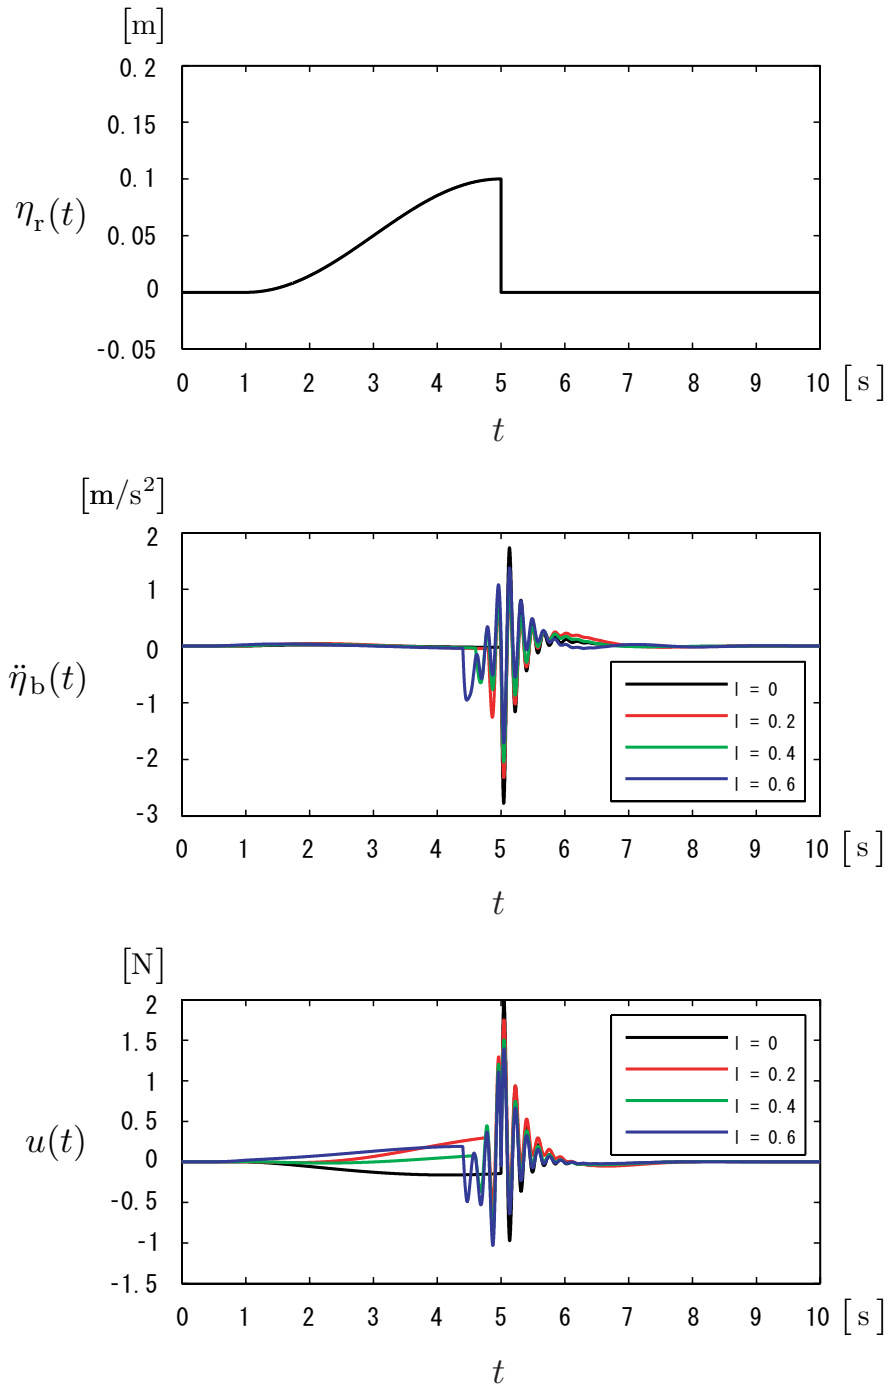 [m]
0.2
0.15
0.1
ηr(t)
0.05
0
-0.05
0 1 2 3 4 5 6 7 8 9 10 [s]
t
[m/s²]
2
1
0
η̈b(t)
-1
-2
-3
l = 0
l = 0.2
l = 0.4
l = 0.6
0 1 2 3 4 5 6 7 8 9 10 [s]
t
[N]
2
1.5
1
0.5
u(t)
0
-0.5
-1
-1.5
l = 0
l = 0.2
l = 0.4
l = 0.6
0 1 2 3 4 5 6 7 8 9 10 [s]
t